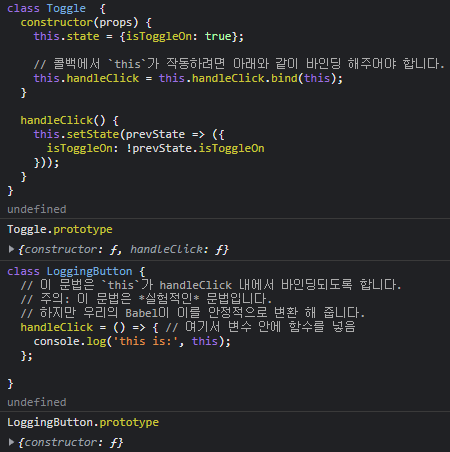 class Toggle  {
  constructor(props) {
    this.state = {isToggleOn: true};

    // 콜백에서 `this`가 작동하려면 아래와 같이 바인딩 해주어야 합니다.
    this.handleClick = this.handleClick.bind(this);
  }

  handleClick() {
    this.setState(prevState => ({
      isToggleOn: !prevState.isToggleOn
    }));
  }
}
undefined
Toggle.prototype
▶ {constructor: ƒ, handleClick: ƒ}
class LoggingButton {
  // 이 문법은 `this`가 handleClick 내에서 바인딩되도록 합니다.
  // 주의: 이 문법은 *실험적인* 문법입니다.
  // 하지만 우리의 Babel이 이를 안정적으로 변환 해 줍니다.
  handleClick = () => { // 여기서 변수 안에 함수를 넣음
    console.log('this is:', this);
  };

}
undefined
LoggingButton.prototype
▶ {constructor: ƒ}